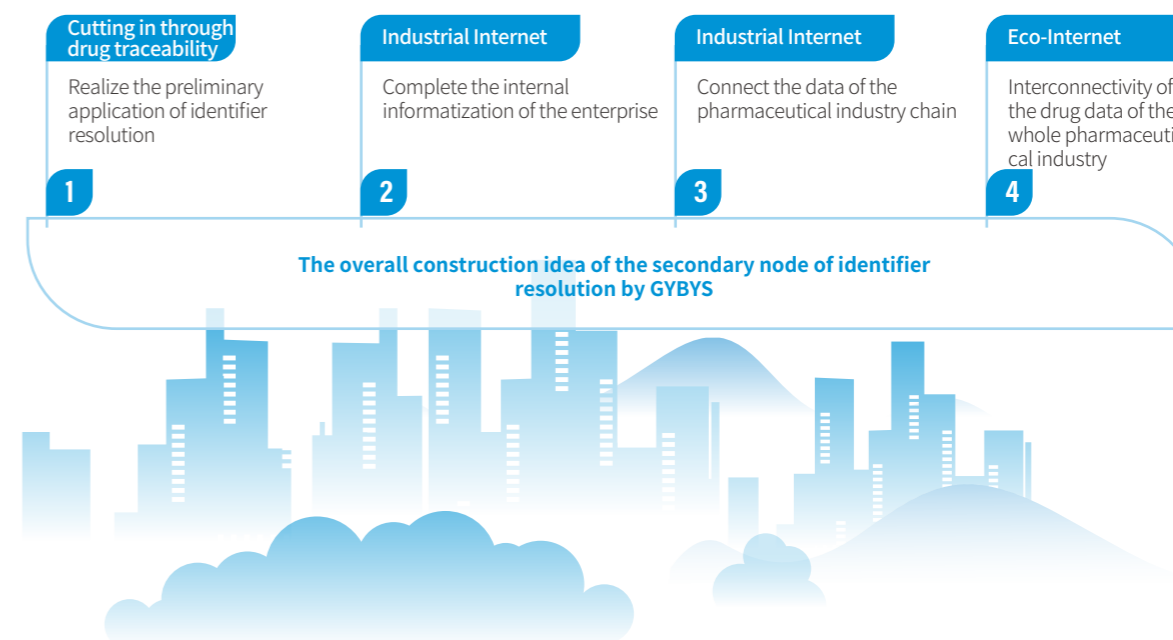 Cutting in through
drug traceability
Realize the preliminary
application of identifier
resolution
1
Industrial Internet
Complete the internal
informatization of the enterprise
2
Industrial Internet
Connect the data of the
pharmaceutical industry chain
3
Eco-Internet
Interconnectivity of
the drug data of the
whole pharmaceuti
cal industry
4
The overall construction idea of the secondary node of identifier
resolution by GYBYS